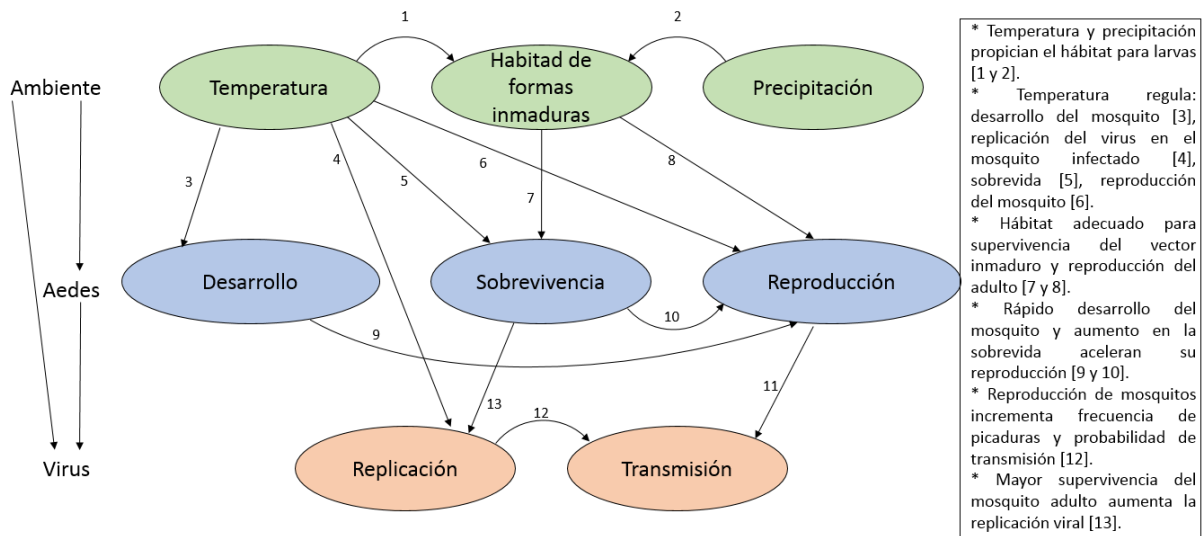 1
2
Ambiente
Temperatura
Habitad de
formas
inmaduras
Precipitación
3
4
5
6
7
8
Aedes
Desarrollo
Sobrevivencia
Reproducción
9
10
11
12
13
Virus
Replicación
Transmisión
* Temperatura y precipitación
propician el hábitat para larvas
[1 y 2].
* Temperatura regula:
desarrollo del mosquito [3],
replicación del virus en el
mosquito infectado [4],
sobrevida [5], reproducción
del mosquito [6].
* Hábitat adecuado para
supervivencia del vector
inmaduro y reproducción del
adulto [7 y 8].
* Rápido desarrollo del
mosquito y aumento en la
sobrevida aceleran su
reproducción [9 y 10].
* Reproducción de mosquitos
incrementa frecuencia de
picaduras y probabilidad de
transmisión [12].
* Mayor supervivencia del
mosquito adulto aumenta la
replicación viral [13].